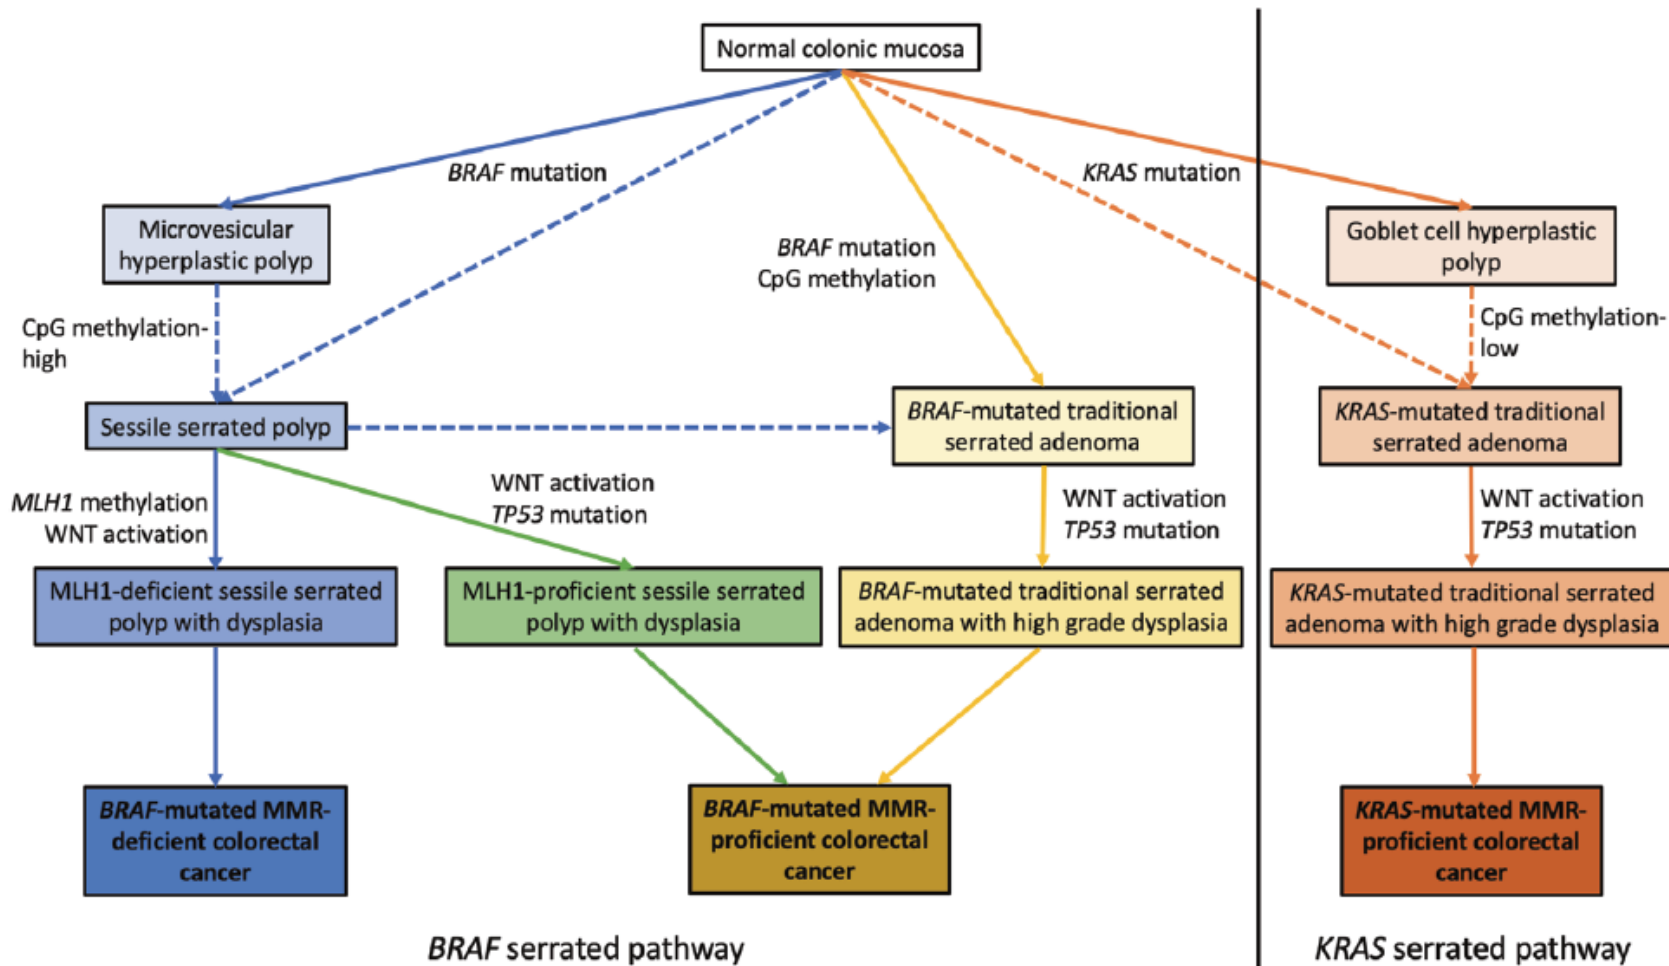 Normal colonic mucosa
BRAF mutation
KRAS mutation
Microvesicular
hyperplastic polyp
BRAF mutation
CpG methylation
Goblet cell hyperplastic
polyp
CpG methylation-
high
CpG methylation-
low
Sessile serrated polyp
BRAF-mutated traditional
serrated adenoma
KRAS-mutated traditional
serrated adenoma
MLH1 methylation
WNT activation
WNT activation
TP53 mutation
WNT activation
TP53 mutation
WNT activation
TP53 mutation
MLH1-deficient sessile serrated
polyp with dysplasia
MLH1-proficient sessile serrated
polyp with dysplasia
BRAF-mutated traditional serrated
adenoma with high grade dysplasia
KRAS-mutated traditional serrated
adenoma with high grade dysplasia
BRAF-mutated MMR-
deficient colorectal
cancer
BRAF-mutated MMR-
proficient colorectal
cancer
KRAS-mutated MMR-
proficient colorectal
cancer
BRAF serrated pathway
KRAS serrated pathway